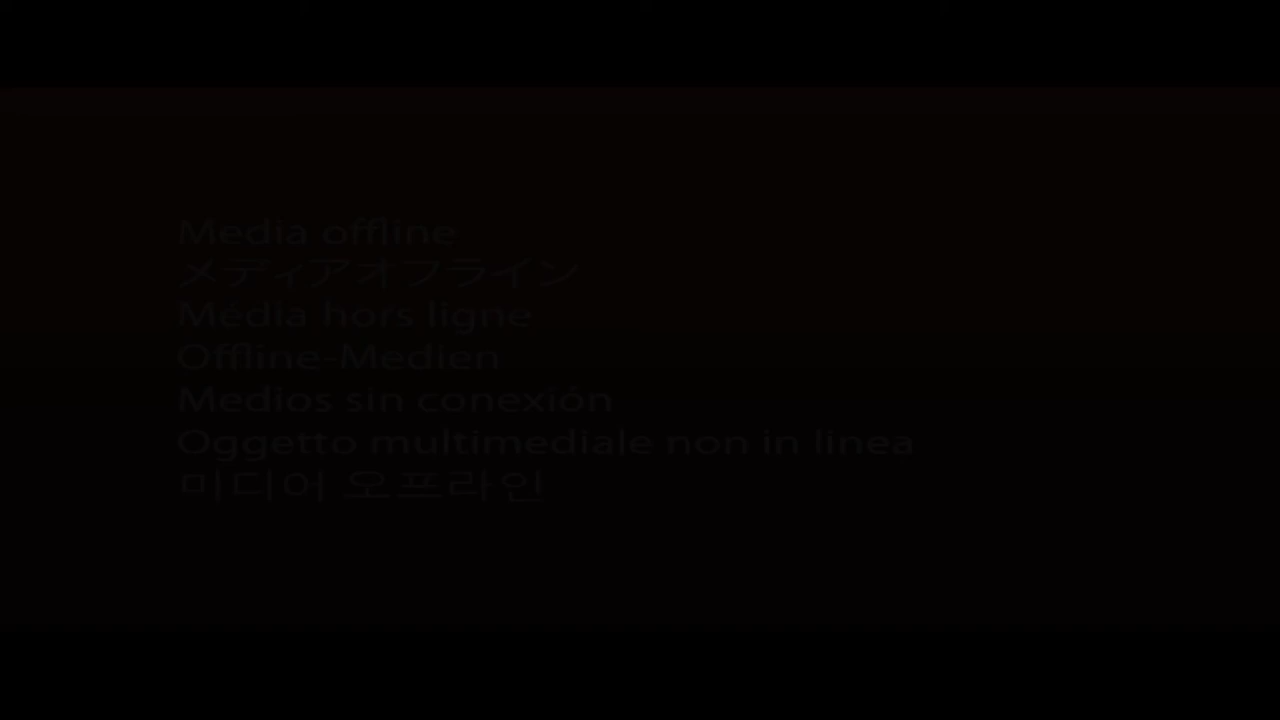 Media offline
メディアオフライン
Média hors ligne
Offline-Medien
Medios sin conexión
Oggetto multimediale non in linea
미디어 오프라인